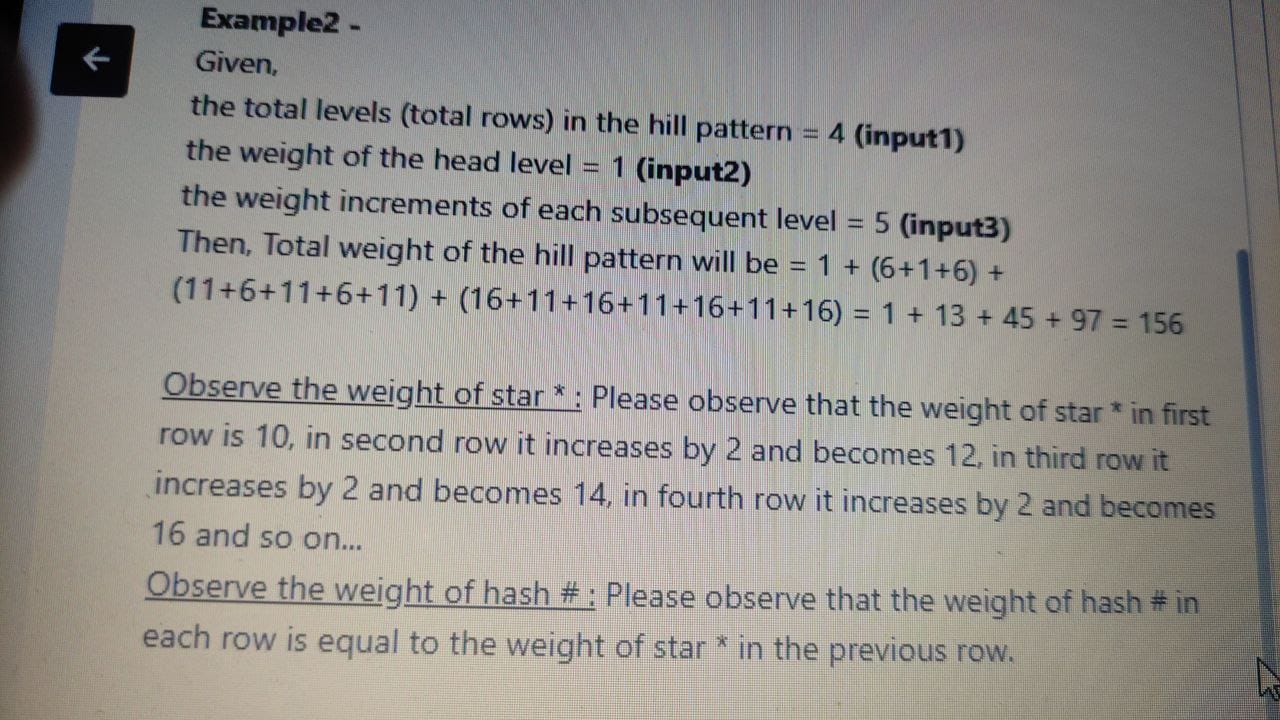 Example2 -
Given,
the total levels (total rows) in the hill pattern = 4 (input1)
the weight of the head level = 1 (input2)
the weight increments of each subsequent level = 5 (input3)
Then, Total weight of the hill pattern will be = 1 + (6+1+6) +
(11+6+11+6+11) + (16+11+16+11+16+11+16) = 1 + 13 + 45 + 97 = 156
Observe the weight of star * : Please observe that the weight of star * in first
row is 10, in second row it increases by 2 and becomes 12, in third row it
increases by 2 and becomes 14, in fourth row it increases by 2 and becomes
16 and so on...
Observe the weight of hash # : Please observe that the weight of hash # in
each row is equal to the weight of star * in the previous row.